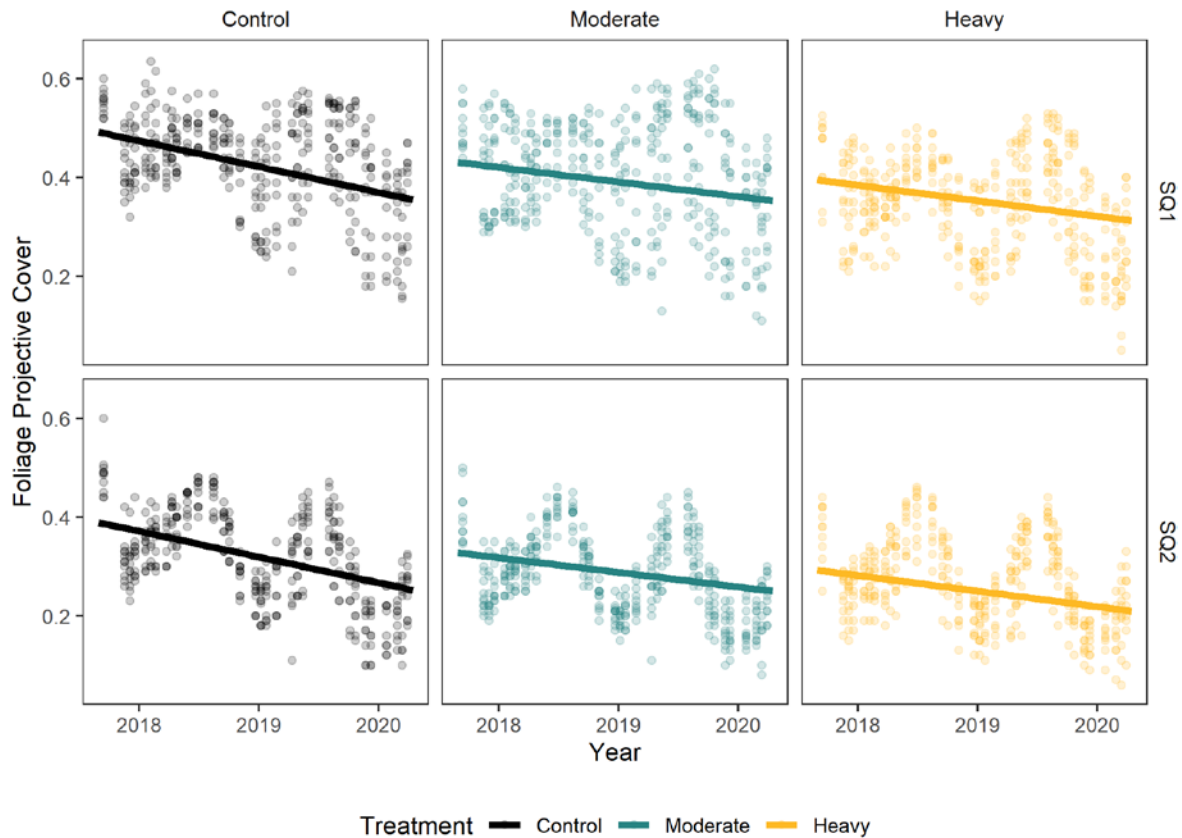 Control Moderate Heavy
0.6
0.4
0.2
SQ1
Foliage Projective Cover
0.6
0.4
0.2
SQ2
2018 2019 2020 2018 2019 2020 2018 2019 2020
Year
Treatment Control Moderate Heavy